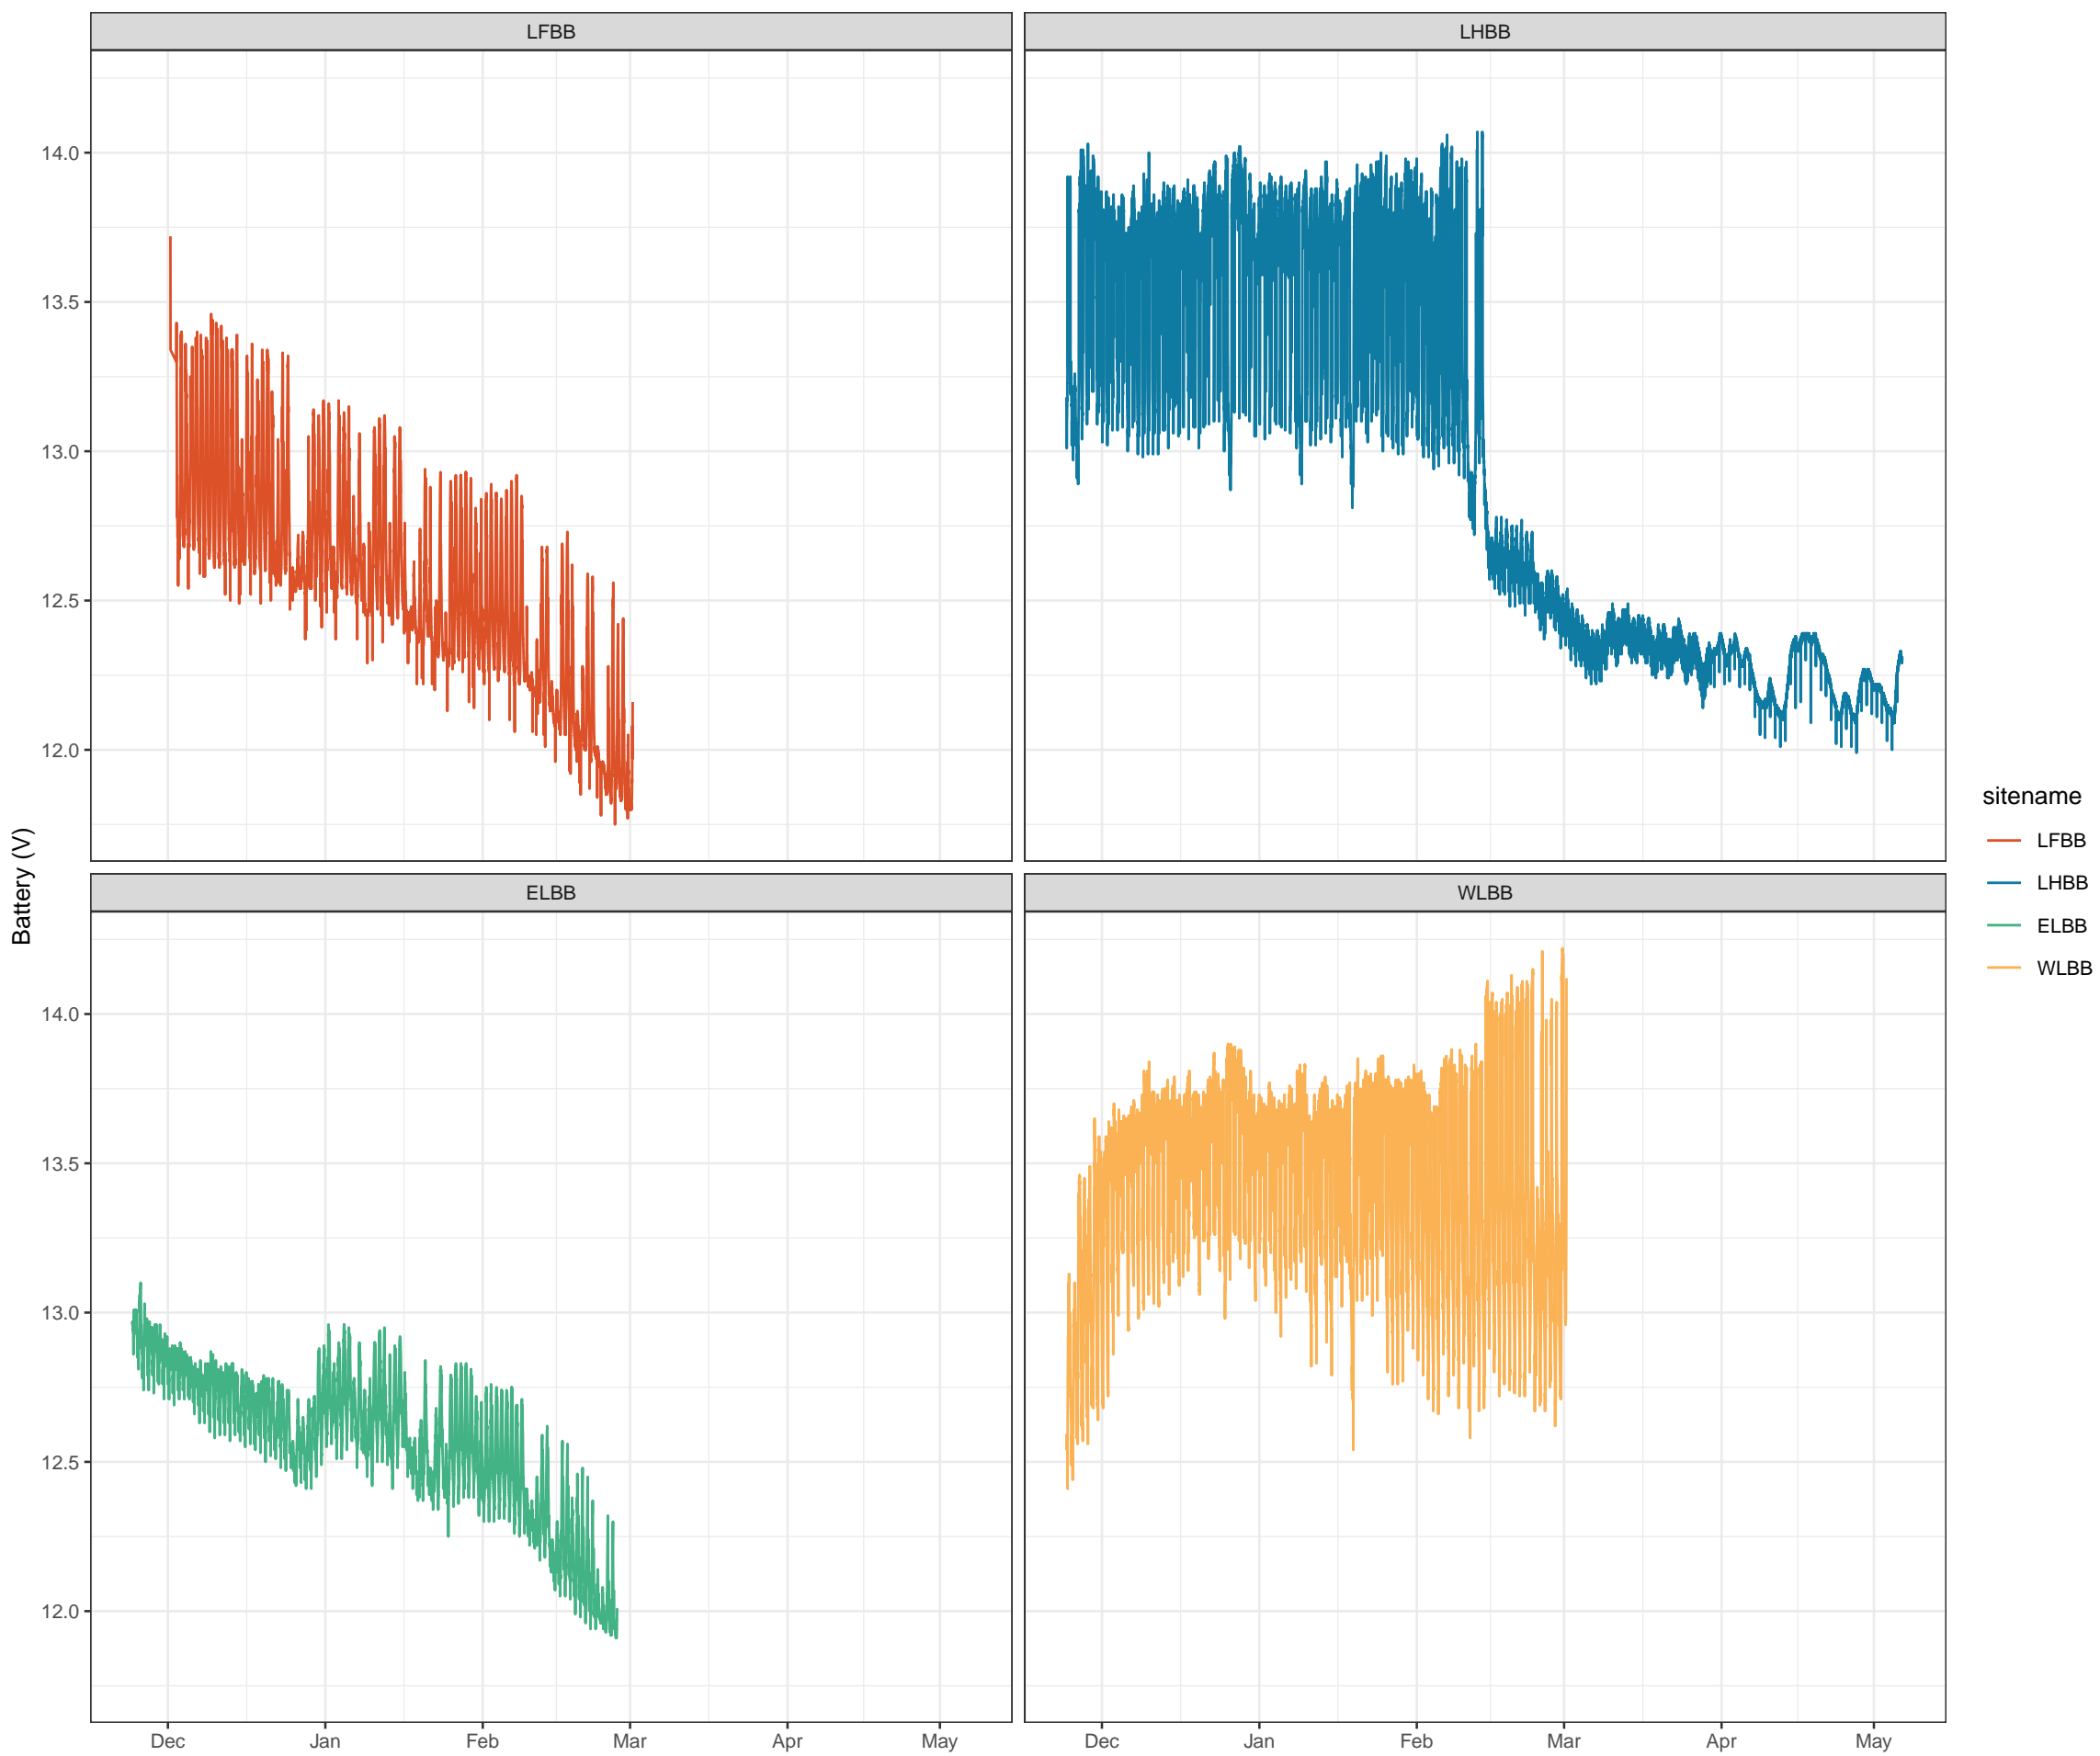 LFBB
LHBB
14.0
13.5
13.0
12.5
12.0
Battery (V)
ELBB
WLBB
14.0
13.5
13.0
12.5
12.0
Dec Jan Feb Mar Apr May
Dec Jan Feb Mar Apr May
sitename
LFBB
LHBB
ELBB
WLBB